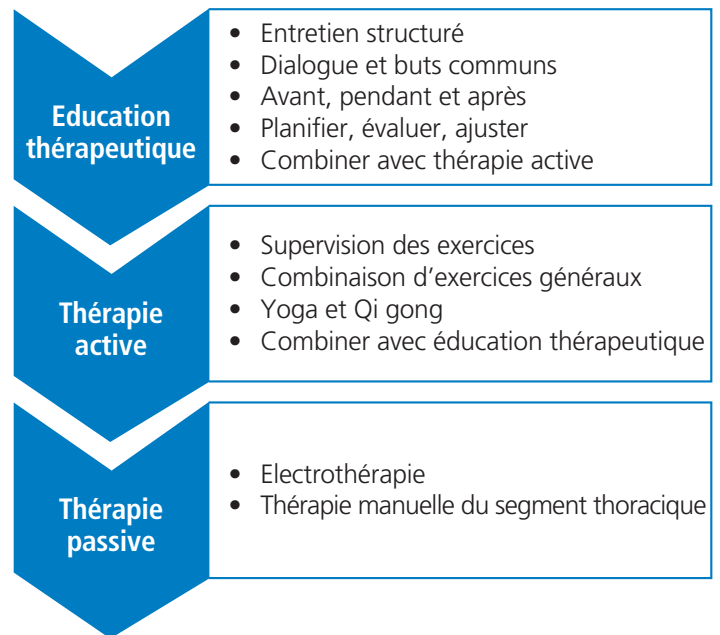 Education
thérapeutique
• Entretien structuré
• Dialogue et buts communs
• Avant, pendant et après
• Planifier, évaluer, ajuster
• Combiner avec thérapie active
Thérapie
active
• Supervision des exercices
• Combinaison d’exercices généraux
• Yoga et Qi gong
• Combiner avec éducation thérapeutique
Thérapie
passive
• Electrothérapie
• Thérapie manuelle du segment thoracique